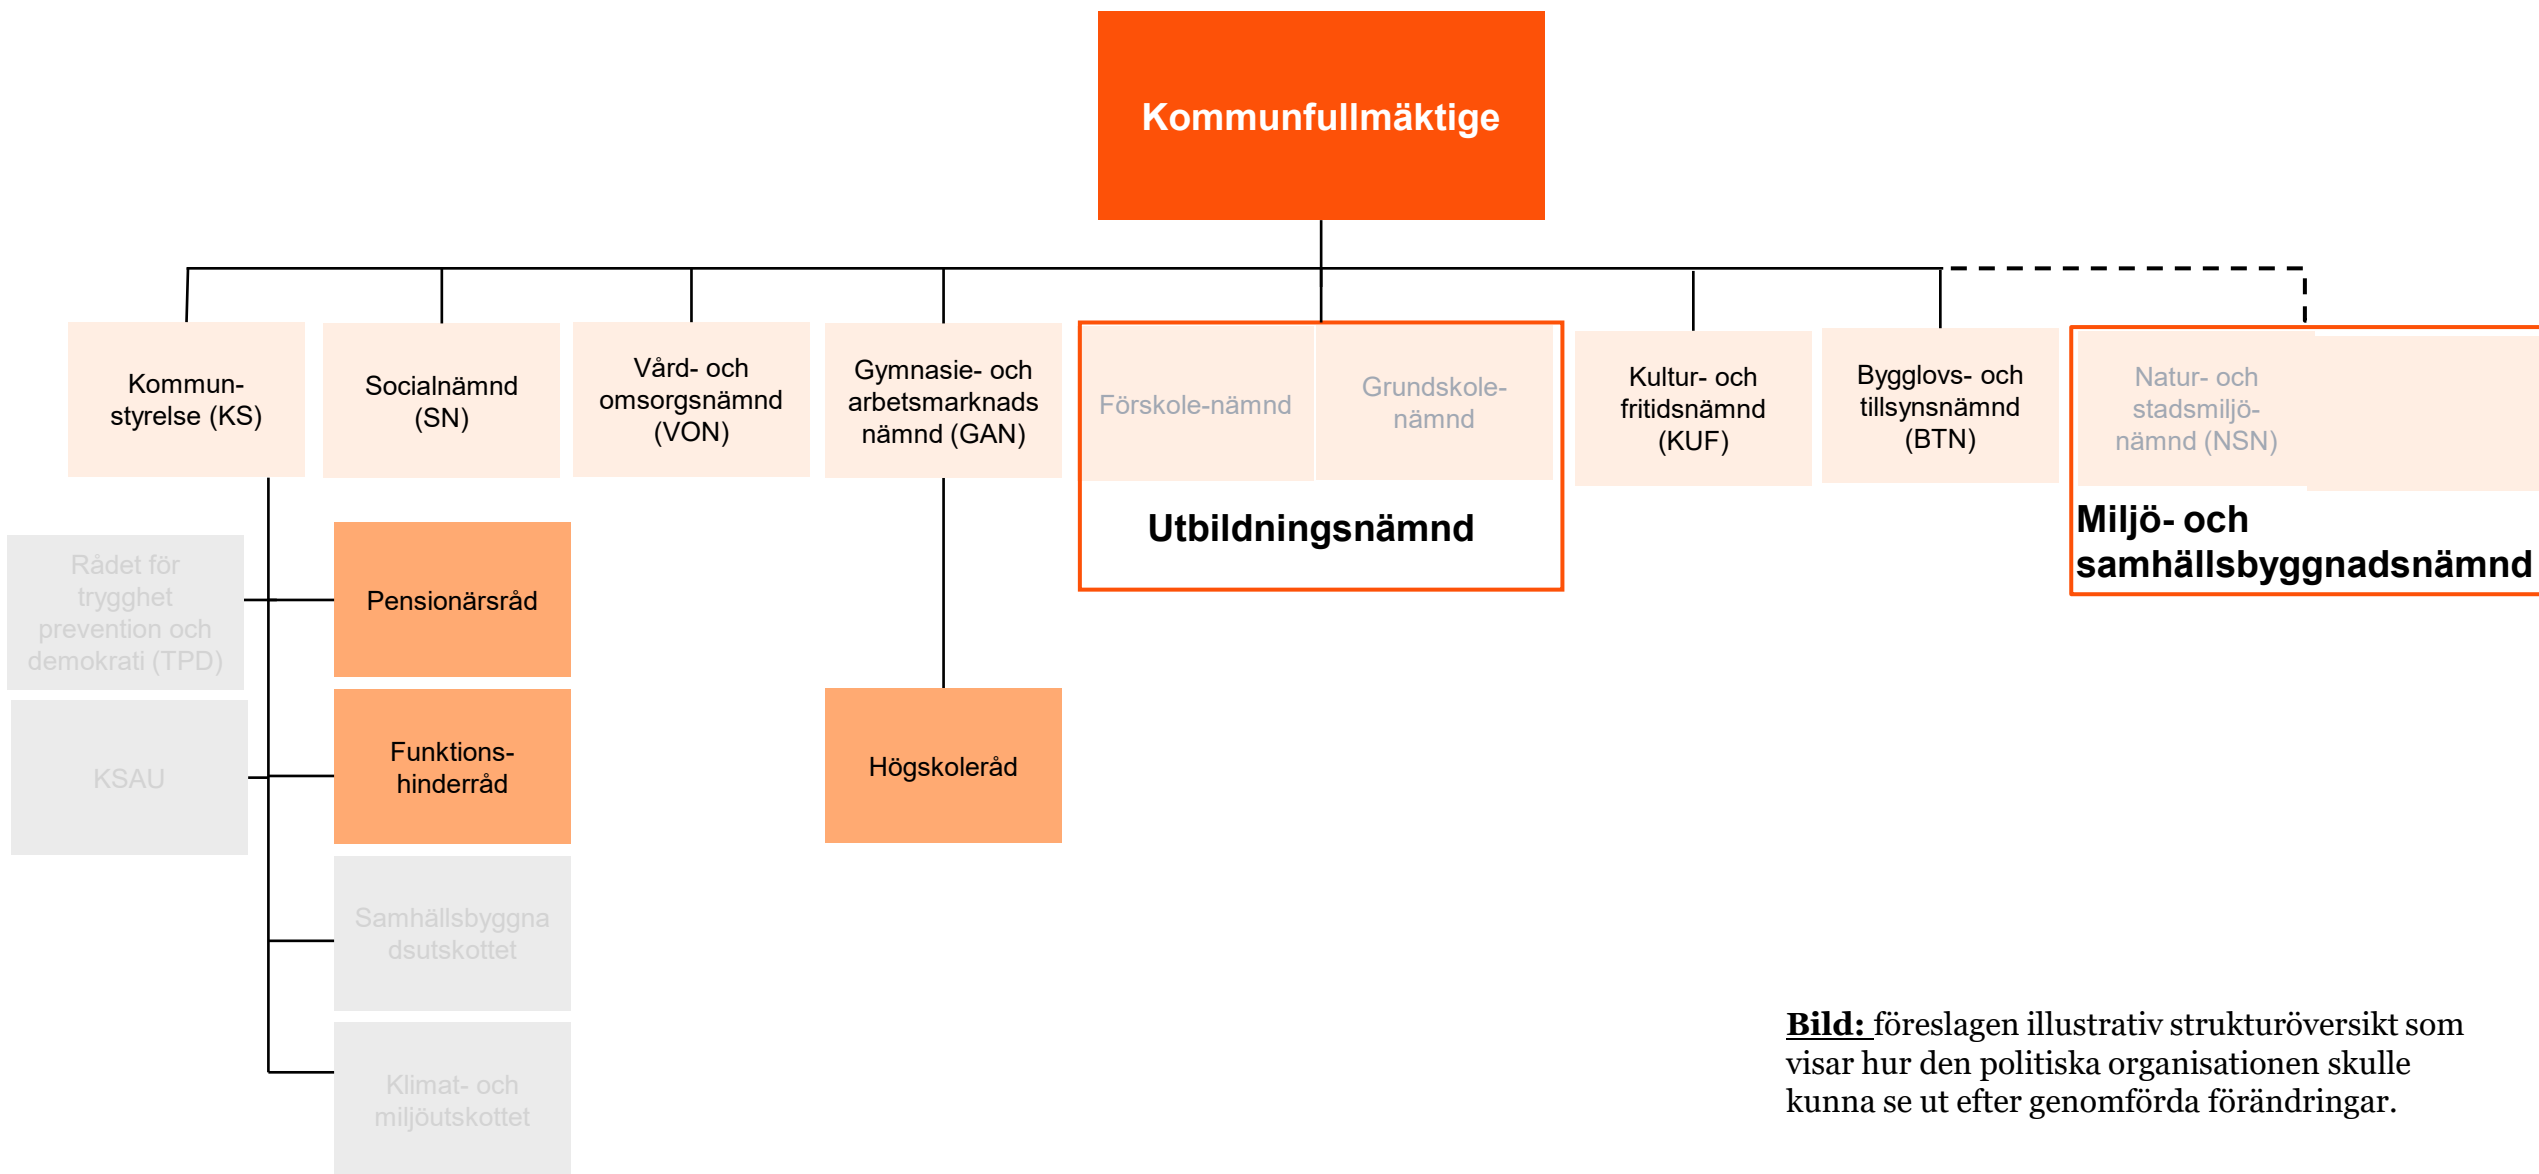 Kommunfullmäktige
Kommun-
styrelse (KS)
Socialnämnd
(SN)
Vård- och
omsorgsnämnd
(VON)
Gymnasie- och
arbetsmarknads
nämnd (GAN)
Förskole-nämnd
Grundskole-
nämnd
Utbildningsnämnd
Kultur- och
fritidsnämnd
(KUF)
Bygglovs- och
tillsynsnämnd
(BTN)
Natur- och
stadsmiljö-
nämnd (NSN)
Miljö- och
samhällsbyggnadsnämnd
Rådet för
trygghet
prevention och
demokrati (TPD)
Pensionärsråd
KSAU
Funktions-
hinderråd
Högskoleråd
Samhällsbyggna
dsutskottet
Klimat- och
miljöutskottet
Bild: föreslagen illustrativ strukturöversikt som
visar hur den politiska organisationen skulle
kunna se ut efter genomförda förändringar.